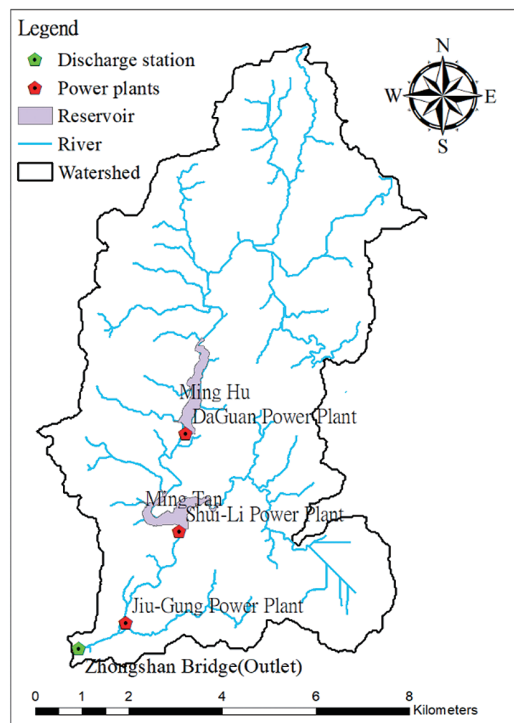 Legend
Discharge station
Power plants
Reservoir
River
Watershed
N
W E
S
Ming Hu
DaGuan Power Plant
Ming Tan
Shui-Li Power Plant
Jiu-Gung Power Plant
Zhongshan Bridge(Outlet)
0 1 2 4 6 8
Kilometers